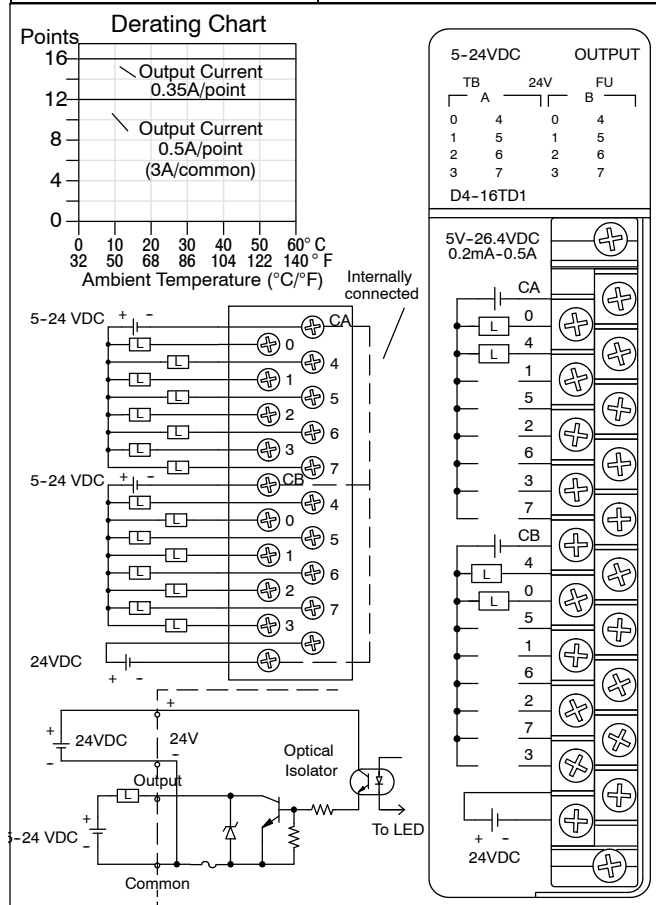 Derating Chart
Points
16
12
8
4
0
Output Current
0.35A/point
Output Current
0.5A/point
(3A/common)
0 10 20 30 40 50 60°C
32 50 68 86 104 122 140°F
Ambient Temperature (°C/°F)
Internally
connected
5-24 VDC + -
CA
L 0
L 4
L 1
L 5
L 2
L 6
L 3
L 7
5-24 VDC + -
CB
L 4
L 0
L 5
L 1
L 6
L 2
L 7
L 3
24VDC
+ -
+
+ 24VDC -
24V
-
Optical
Isolator
Output
L
To LED
+
5-24 VDC
-
Common
5-24VDC OUTPUT
TB 24V FU
A B
0 4 0 4
1 5 1 5
2 6 2 6
3 7 3 7
D4-16TD1
5V-26.4VDC
0.2mA-0.5A
CA
L 0
L 4
1
5
2
6
3
7
CB
L 4
L 0
5
1
6
2
7
3
+ -
24VDC